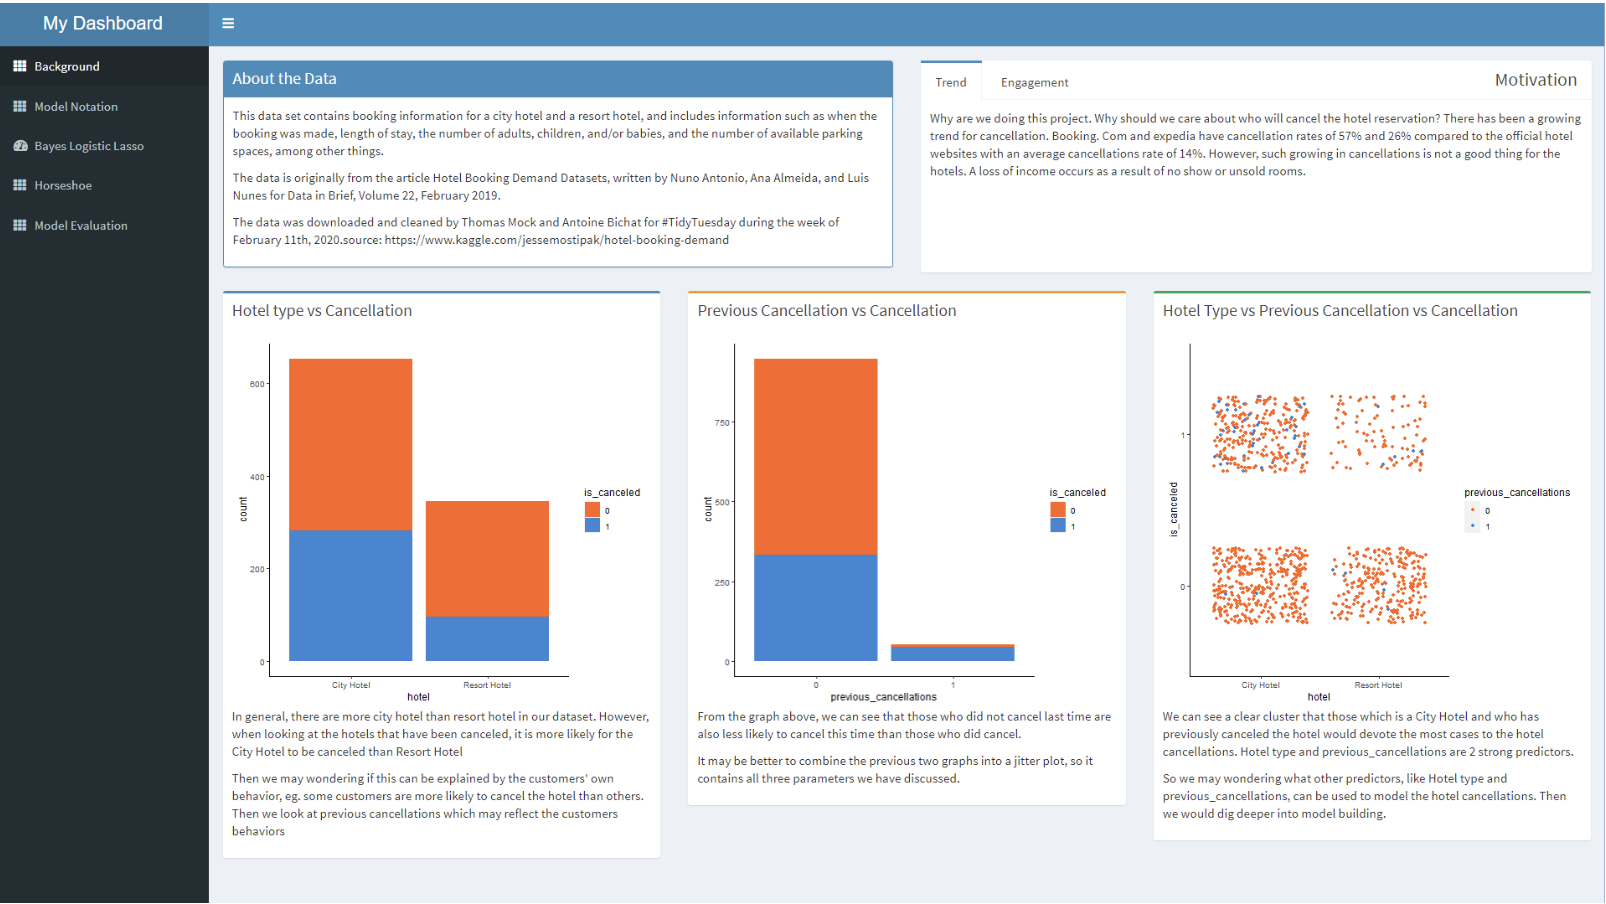 My Dashboard
Background
Model Notation
Bayes Logistic Lasso
Horseshoe
Model Evaluation
About the Data
This data set contains booking information for a city hotel and a resort hotel, and includes information such as when the
booking was made, length of stay, the number of adults, children, and/or babies, and the number of available parking
spaces, among other things.
The data is originally from the article Hotel Booking Demand Datasets, written by Nuno Antonio, Ana Almeida, and Luis
Nunes for Data in Brief, Volume 22, February 2019.
The data was downloaded and cleaned by Thomas Mock and Antoine Bichat for #TidyTuesday during the week of
February 11th, 2020.source: https://www.kaggle.com/jessemostipak/hotel-booking-demand
Trend
Engagement
Motivation
Why are we doing this project. Why should we care about who will cancel the hotel reservation? There has been a growing
trend for cancellation. Booking. Com and expedia have cancellation rates of 57% and 26% compared to the official hotel
websites with an average cancellations rate of 14%. However, such growing in cancellations is not a good thing for the
hotels. A loss of income occurs as a result of no show or unsold rooms.
Hotel type vs Cancellation
600
400
200
0
count
City Hotel
Resort Hotel
hotel
is_canceled
0
1
In general, there are more city hotel than resort hotel in our dataset. However,
when looking at the hotels that have been canceled, it is more likely for the
City Hotel to be canceled than Resort Hotel
Then we may wondering if this can be explained by the customers' own
behavior, eg. some customers are more likely to cancel the hotel than others.
Then we look at previous cancellations which may reflect the customers
behaviors
Previous Cancellation vs Cancellation
750
500
250
0
count
0
1
previous_cancellations
is_canceled
0
1
From the graph above, we can see that those who did not cancel last time are
also less likely to cancel this time than those who did cancel.
It may be better to combine the previous two graphs into a jitter plot, so it
contains all three parameters we have discussed.
Hotel Type vs Previous Cancellation vs Cancellation
1
0
is_canceled
City Hotel
Resort Hotel
hotel
previous_cancellations
0
1
We can see a clear cluster that those which is a City Hotel and who has
previously canceled the hotel would devote the most cases to the hotel
cancellations. Hotel type and previous_cancellations are 2 strong predictors.
So we may wondering what other predictors, like Hotel type and
previous_cancellations, can be used to model the hotel cancellations. Then
we would dig deeper into model building.